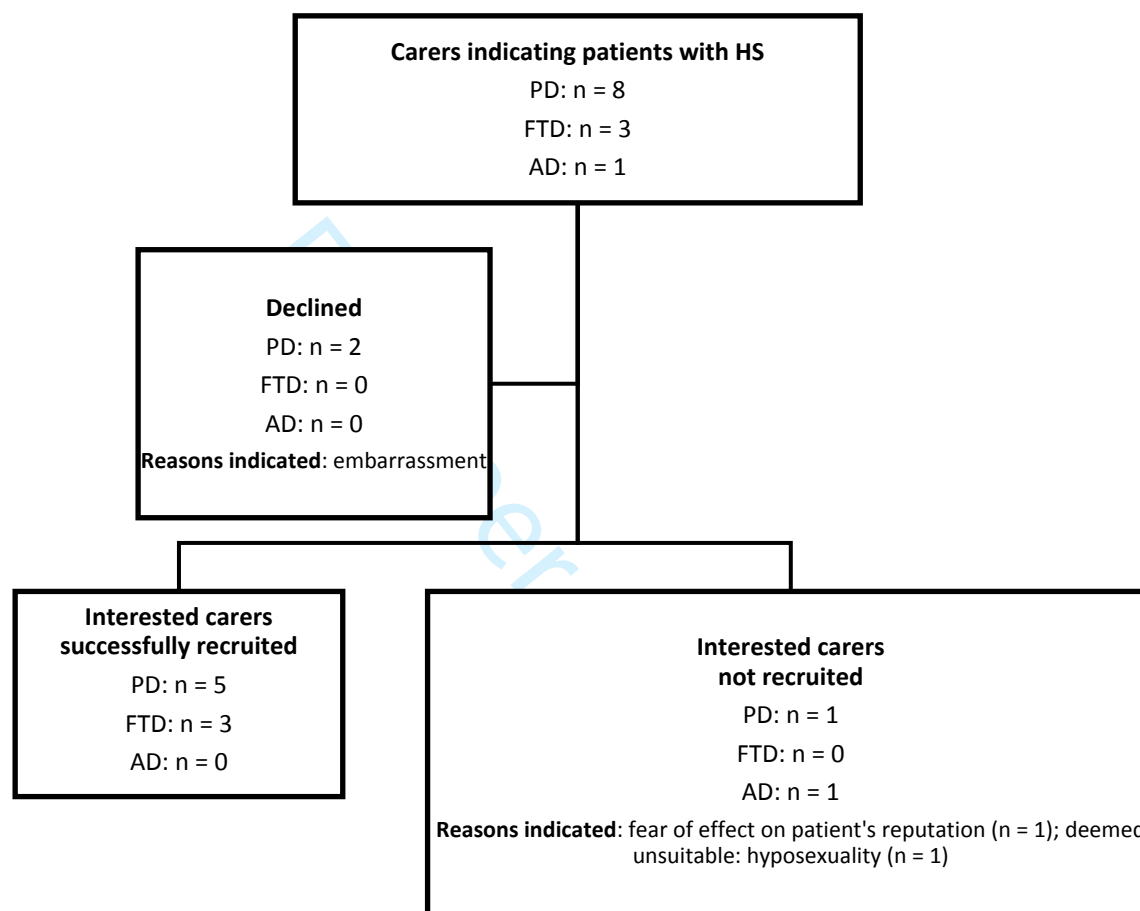 Carers indicating patients with HS
PD: n = 8
FTD: n = 3
AD: n = 1
Declined
PD: n = 2
FTD: n = 0
AD: n = 0
Reasons indicated: embarrassment
Interested carers
successfully recruited
PD: n = 5
FTD: n = 3
AD: n = 0
Interested carers
not recruited
PD: n = 1
FTD: n = 0
AD: n = 1
Reasons indicated: fear of effect on patient's reputation (n = 1); deemed
unsuitable: hyposexuality (n = 1)